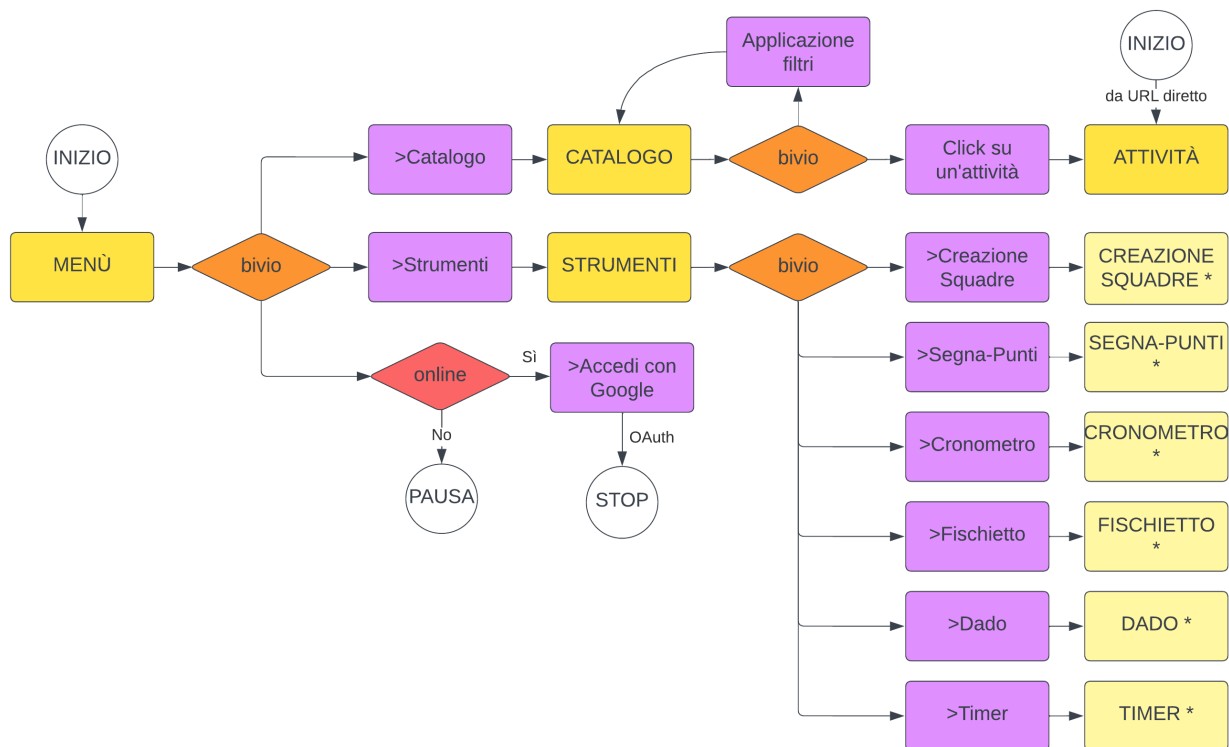 Applicazione
filtri
INIZIO
da URL diretto
INIZIO
>Catalogo
CATALOGO
bivio
Click su
un'attività
ATTIVITÀ
MENÙ
bivio
>Strumenti
STRUMENTI
bivio
>Creazione
Squadre
CREAZIONE
SQUADRE *
online
Sì
>Accedi con
Google
>Segna-Punti
SEGNA-PUNTI
*
No
OAuth
PAUSA
STOP
>Cronometro
CRONOMETRO
*
>Fischietto
FISCHIETTO
*
>Dado
DADO *
>Timer
TIMER *